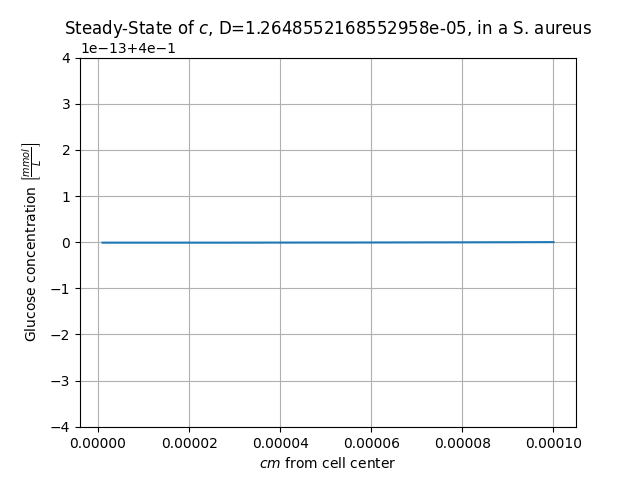 Steady-State of c, D=1.2648552168552958e-05, in a S. aureus
1e−13+4e−1
4
3
2
1
0
−1
−2
−3
−4
Glucose concentration [mmol/L]
0.00000 0.00002 0.00004 0.00006 0.00008 0.00010
cm from cell center